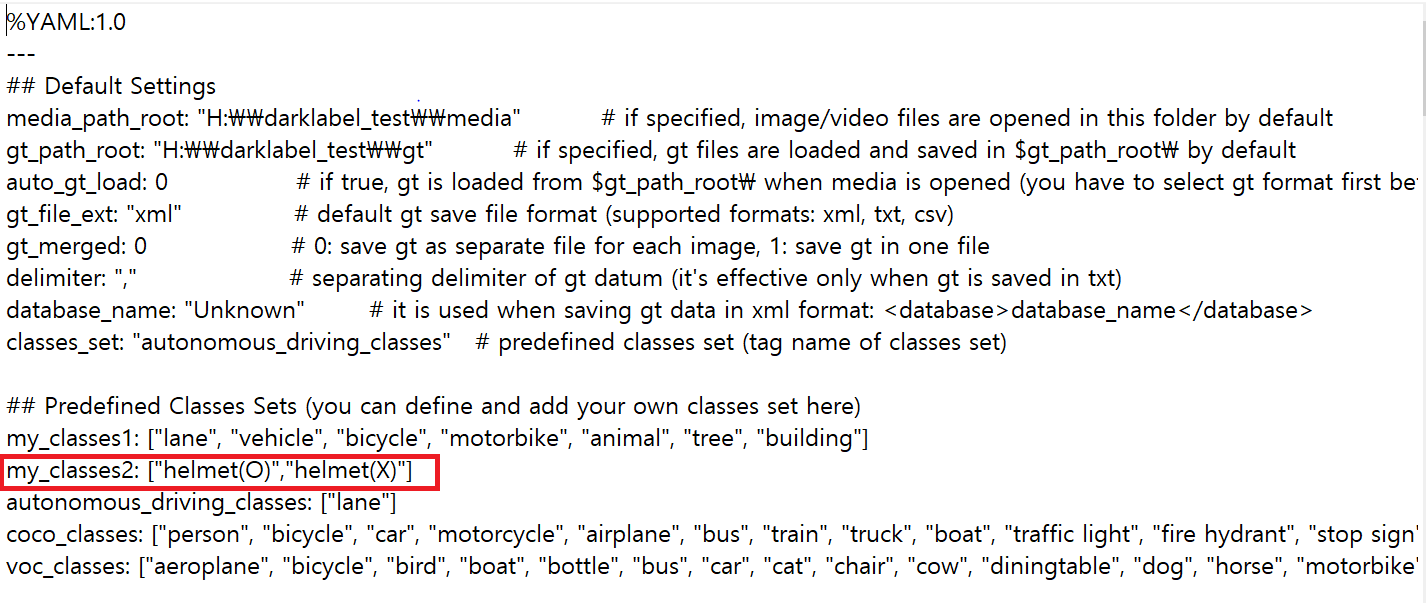 %YAML:1.0
---
## Default Settings
media_path_root: "H:₩₩darklabel_test₩₩media" # if specified, image/video files are opened in this folder by default
gt_path_root: "H:₩₩darklabel_test₩₩gt" # if specified, gt files are loaded and saved in $gt_path_root₩ by default
auto_gt_load: 0 # if true, gt is loaded from $gt_path_root₩ when media is opened (you have to select gt format first
gt_file_ext: "xml" # default gt save file format (supported formats: xml, txt, csv)
gt_merged: 0 # 0: save gt as separate file for each image, 1: save gt in one file
delimiter: "," # separating delimiter of gt datum (it's effective only when gt is saved in txt)
database_name: "Unknown" # it is used when saving gt data in xml format: <database>database_name</database>
classes_set: "autonomous_driving_classes" # predefined classes set (tag name of classes set)
## Predefined Classes Sets (you can define and add your own classes set here)
my_classes1: ["lane", "vehicle", "bicycle", "motorbike", "animal", "tree", "building"]
my_classes2: ["helmet(O)","helmet(X)"]
autonomous_driving_classes: ["lane"]
coco_classes: ["person", "bicycle", "car", "motorcycle", "airplane", "bus", "train", "truck", "boat", "traffic light", "fire hydrant", "stop sign"
voc_classes: ["aeroplane", "bicycle", "bird", "boat", "bottle", "bus", "car", "cat", "chair", "cow", "diningtable", "dog", "horse", "motorbike"